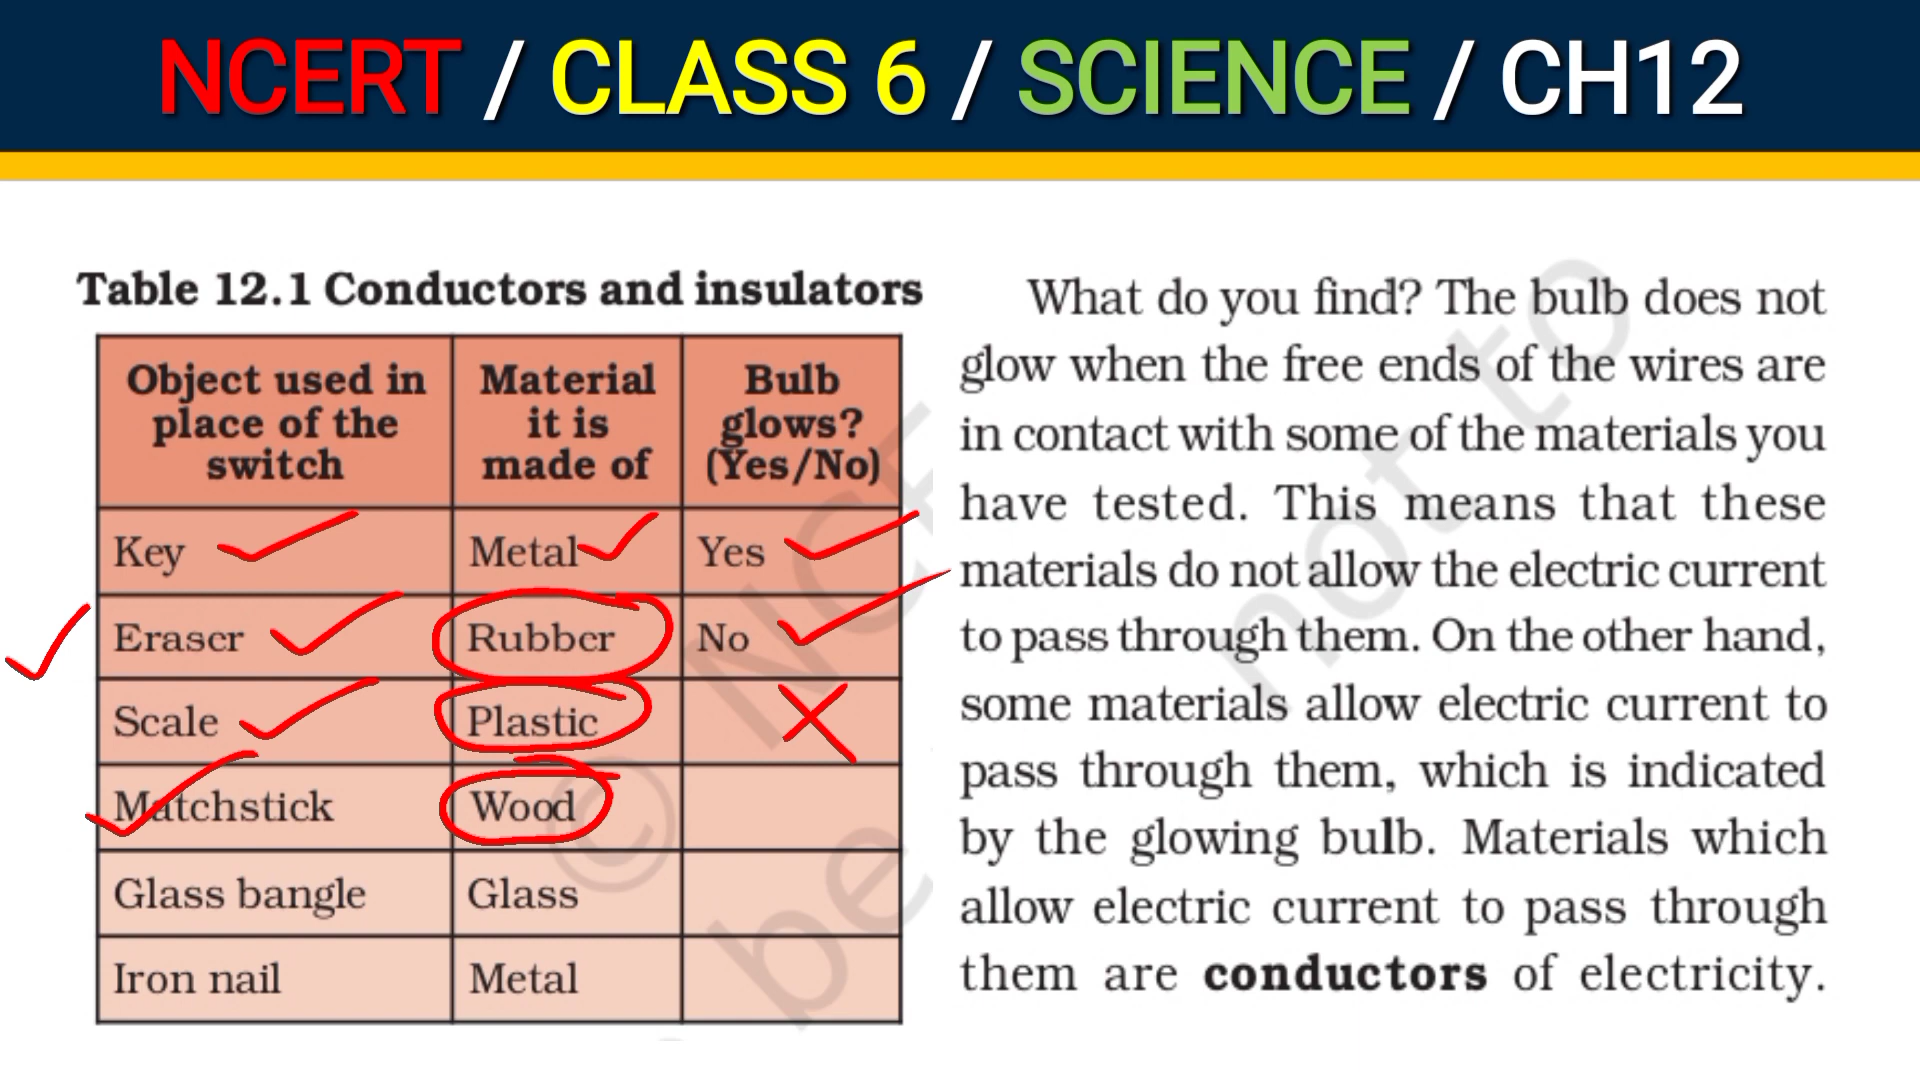 NCERT / CLASS 6 / SCIENCE / CH12
Table 12.1 Conductors and insulators
Object used in place of the switch | Material it is made of | Bulb glows? (Yes/No)
Key | Metal | Yes
Eraser | Rubber | No
Scale | Plastic
Matchstick | Wood
Glass bangle | Glass
Iron nail | Metal
What do you find? The bulb does not
glow when the free ends of the wires are
in contact with some of the materials you
have tested. This means that these
materials do not allow the electric current
to pass through them. On the other hand,
some materials allow electric current to
pass through them, which is indicated
by the glowing bulb. Materials which
allow electric current to pass through
them are conductors of electricity.
© NCE
be
not to